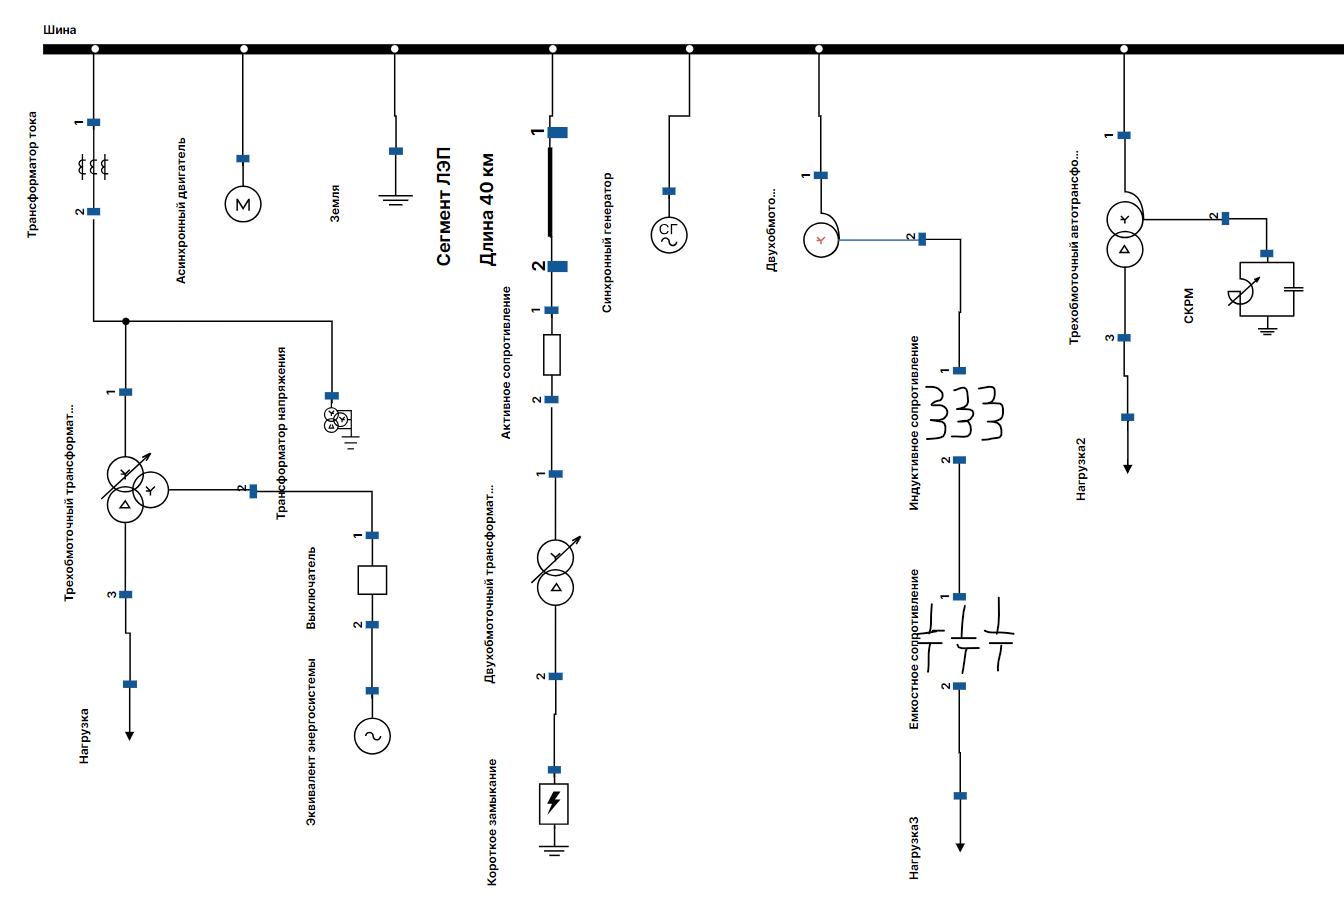 Шина
Трансформатор тока
1
2
Асинхронный двигатель
М
Земля
Сегмент ЛЭП
Длина 40 км
1
2
Синхронный генератор
СГ
Двухобмото...
1
2
Трехобмоточный автотрансфо...
1
2
3
СКРМ
Нагрузка2
Активное сопротивление
1
2
Индуктивное сопротивление
1
2
Трансформатор напряжения
Трехобмоточный трансформат...
1
2
3
Двухобмоточный трансформат...
1
2
Выключатель
1
2
Емкостное сопротивление
1
2
Нагрузка
Эквивалент энергосистемы
Короткое замыкание
Нагрузка3